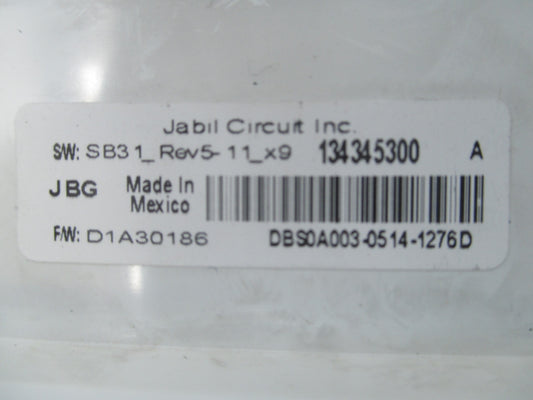 Jabil Circuit Inc.
SW: SB31_Rev5-11_x9 134345300 A
JBG Made In
Mexico
F/W: D1A30186 DBS0A003-0514-1276D